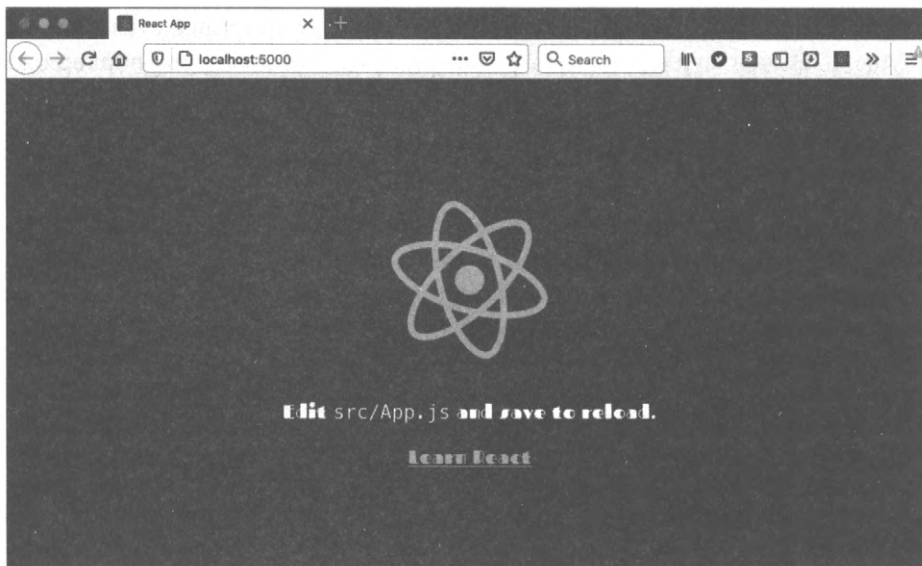 React App
localhost:5000
Search
Edit src/App.js and save to reload.
Learn React